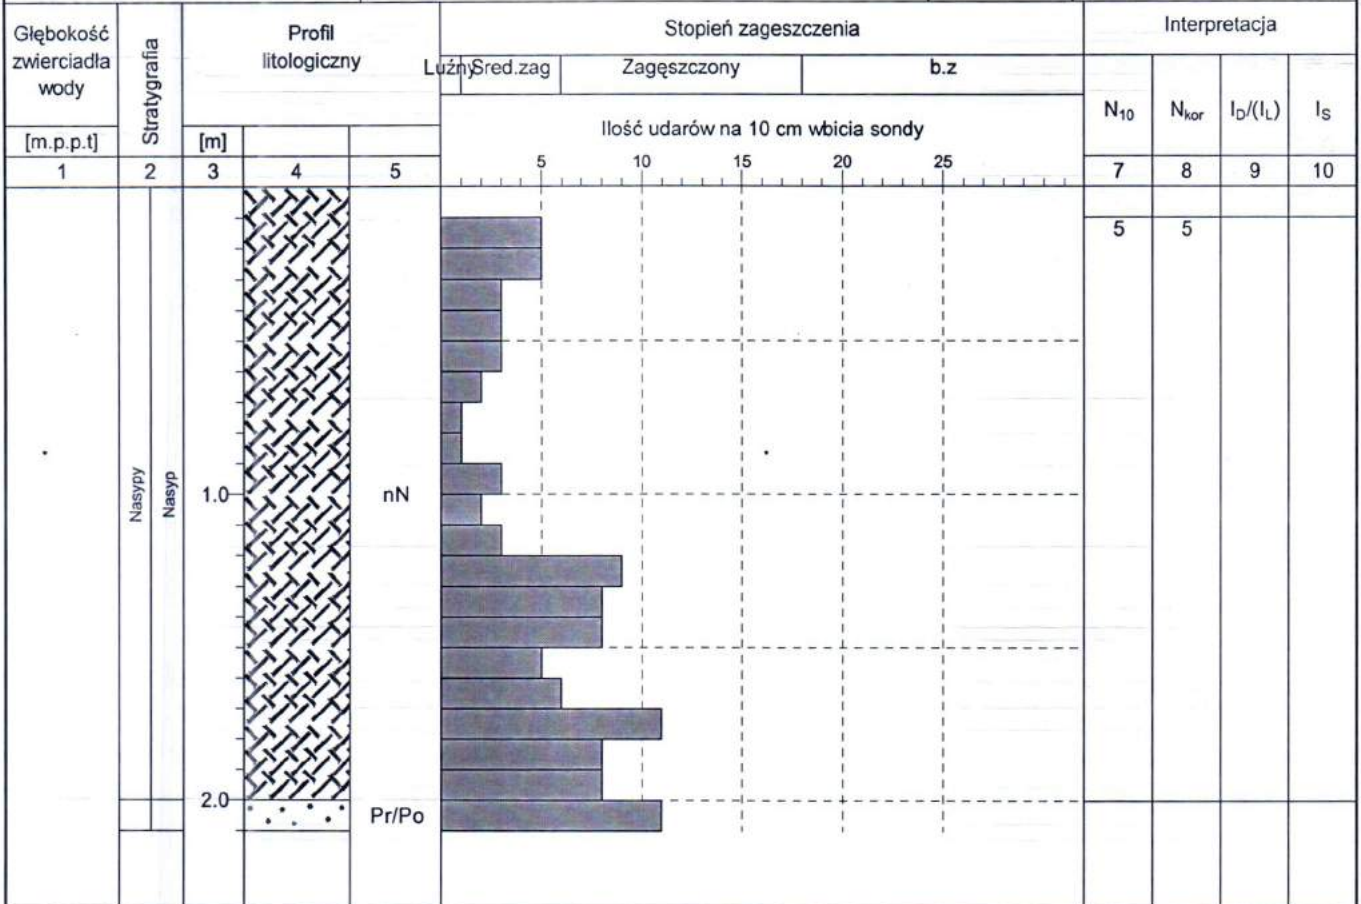 Głębokość
zwierciadła
wody
[m.p.p.t]
1
Stratygrafia
2
Profil
litologiczny
[m]
3
4
5
Stopień zageszczenia
Luźny
Sred.zag
Zagęszczony
b.z
Ilość udarów na 10 cm wbicia sondy
5
10
15
20
25
Interpretacja
N10
Nkor
ID/(IL)
IS
7
8
9
10
5
5
Nasypy
Nasyp
1.0
nN
2.0
Pr/Po